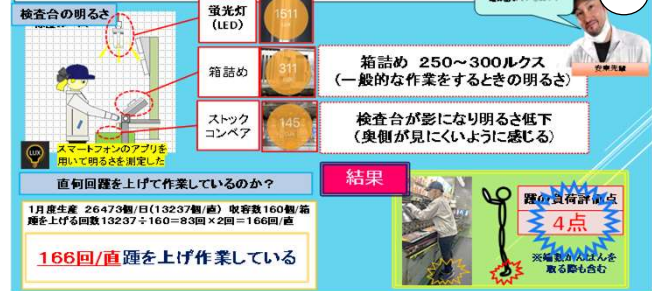 検査台の明るさ
蛍光灯
(LED)
1511
箱詰め
311
箱詰め 250～300ルクス
(一般的な作業をするときの明るさ)
ストック
コンベア
145
検査台が影になり明るさ低下
(奥側が見にくいように感じる)
LUX
スマートフォンのアプリを
用いて明るさを測定した
安東先輩
直何回踵を上げて作業しているのか?
1月度生産 26473個/日(13237個/直) 収容数160個/箱
踵を上げる回数13237÷160=83回×2回=166回/直
166回/直踵を上げ作業している
結果
踵の負荷評価点
4点
※端数かんばんを
取る際も含む